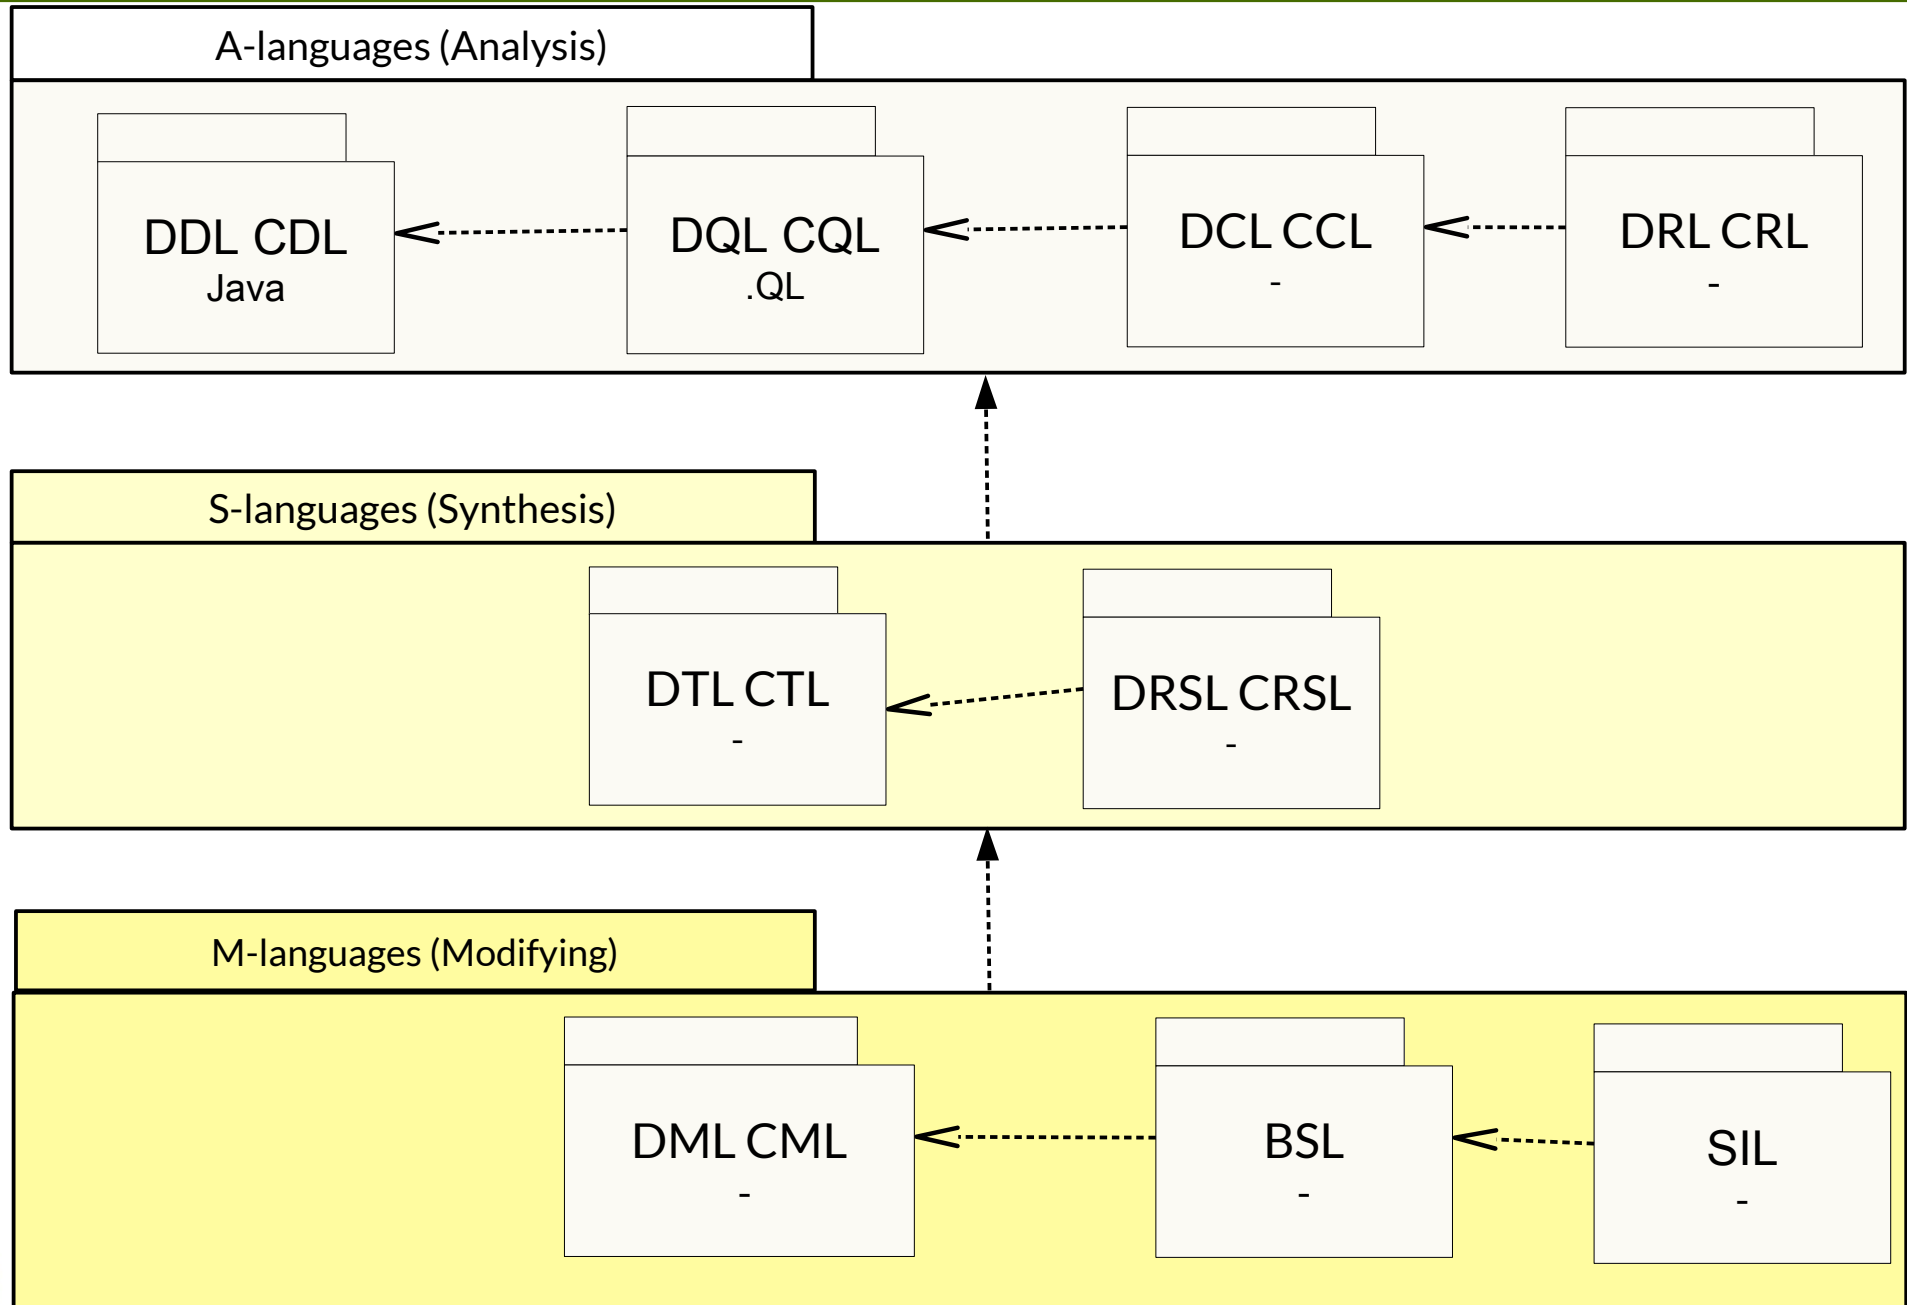 A-languages (Analysis)
DDL CDL
Java
DQL CQL
.QL
DCL CCL
-
DRL CRL
-
S-languages (Synthesis)
DTL CTL
-
DRSL CRSL
-
M-languages (Modifying)
DML CML
-
BSL
-
SIL
-